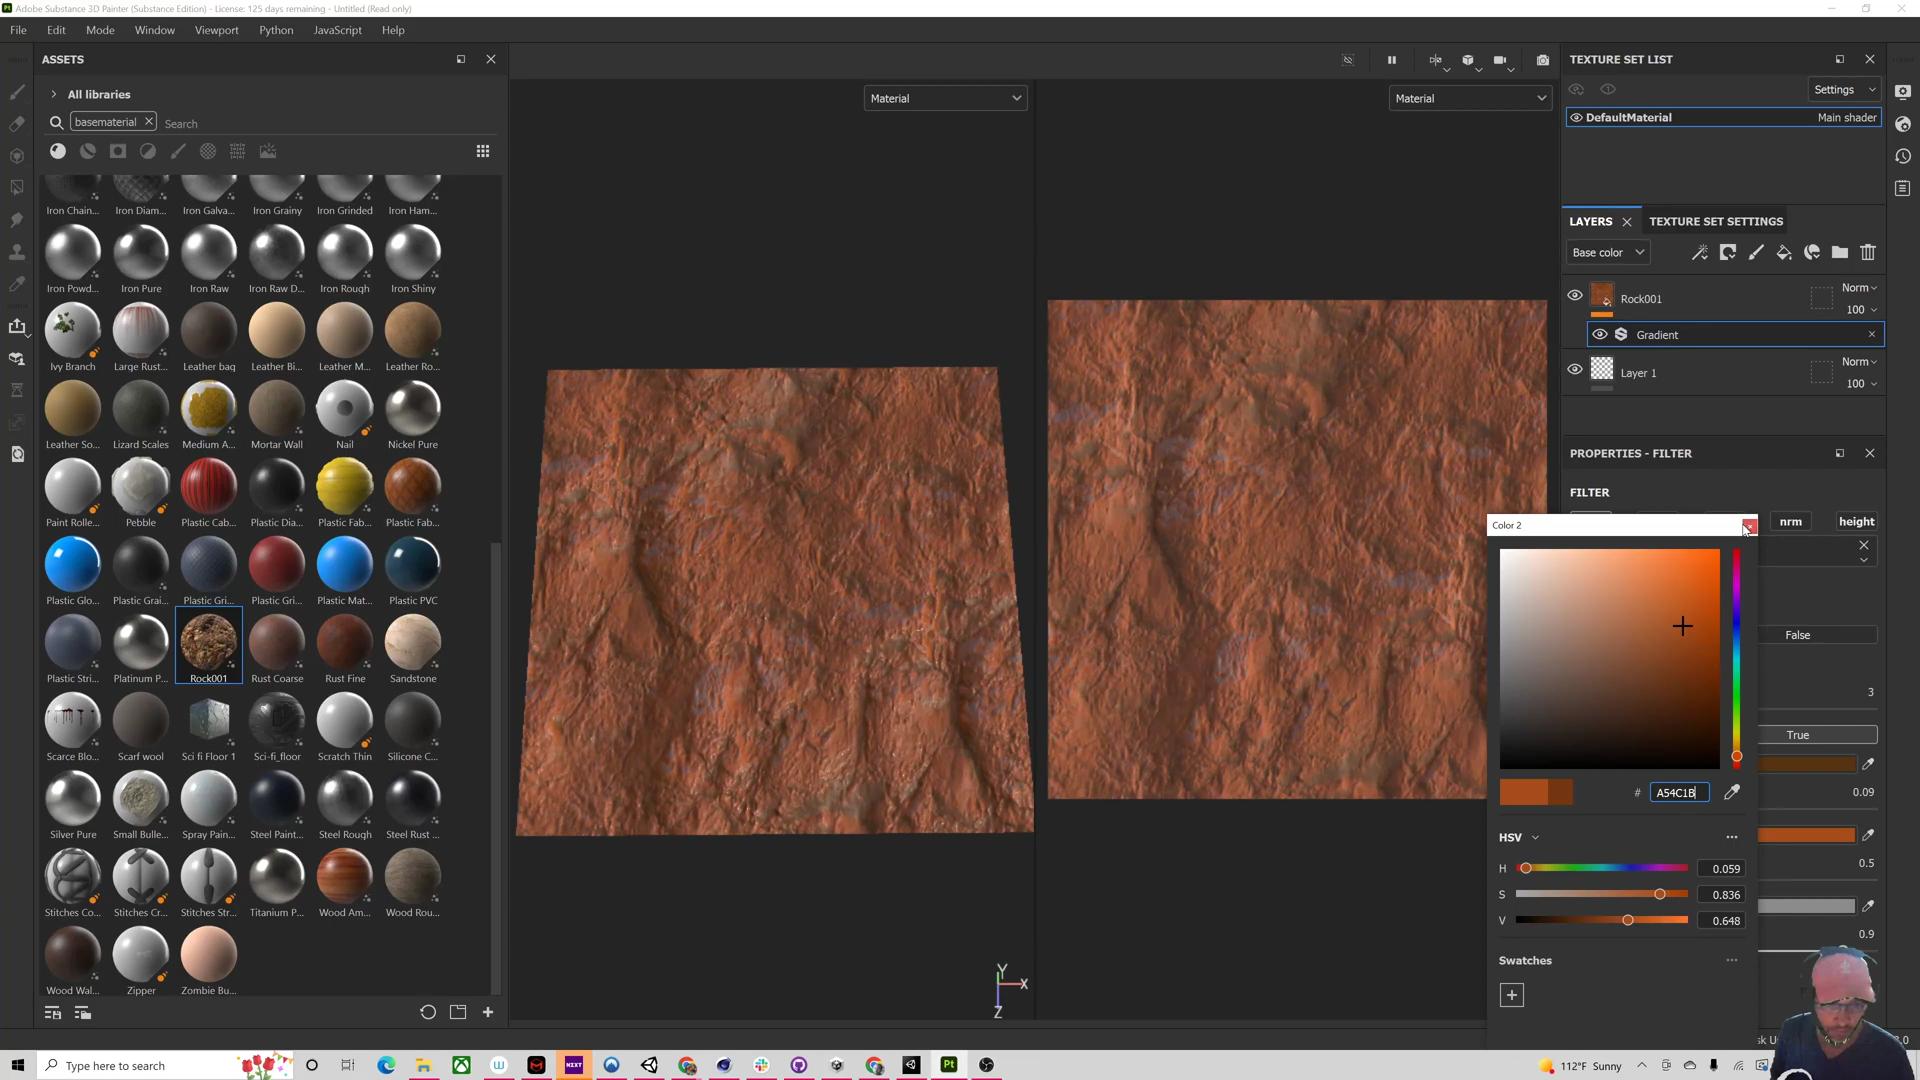 Adobe Substance 3D Painter (Substance Edition) - License: 125 days remaining - Untitled (Read only)
File Edit Mode Window Viewport Python JavaScript Help
ASSETS
All libraries
basematerial Search
Iron Chain... Iron Diam... Iron Galva... Iron Grainy Iron Grinded Iron Ham...
Iron Powd... Iron Pure Iron Raw Iron Raw D... Iron Rough Iron Shiny
Ivy Branch Large Rust... Leather bag Leather Bi... Leather M... Leather Ro...
Leather So... Lizard Scales Medium A... Mortar Wall Nail Nickel Pure
Paint Rolle... Pebble Plastic Cab... Plastic Dia... Plastic Fab... Plastic Fab...
Plastic Glo... Plastic Grai... Plastic Gri... Plastic Gri... Plastic Mat... Plastic PVC
Plastic Stri... Platinum P... Rock001 Rust Coarse Rust Fine Sandstone
Scarce Blo... Scarf wool Sci fi Floor 1 Sci-fi_floor Scratch Thin Silicone C...
Silver Pure Small Bulle... Spray Pain... Steel Paint... Steel Rough Steel Rust ...
Stitches Co... Stitches Cr... Stitches Str... Titanium P... Wood Am... Wood Rou...
Wood Wal... Zipper Zombie Bu...
Material
Y
X
Z
Material
TEXTURE SET LIST
Settings
DefaultMaterial Main shader
LAYERS TEXTURE SET SETTINGS
Base color
Rock001 Norm
100
Gradient
Layer 1 Norm
100
PROPERTIES - FILTER
FILTER
nrm height
False
3
True
0.09
0.5
0.9
Color 2
# A54C1B
HSV
H 0.059
S 0.836
V 0.648
Swatches
Type here to search
NXT
Pt
112°F Sunny